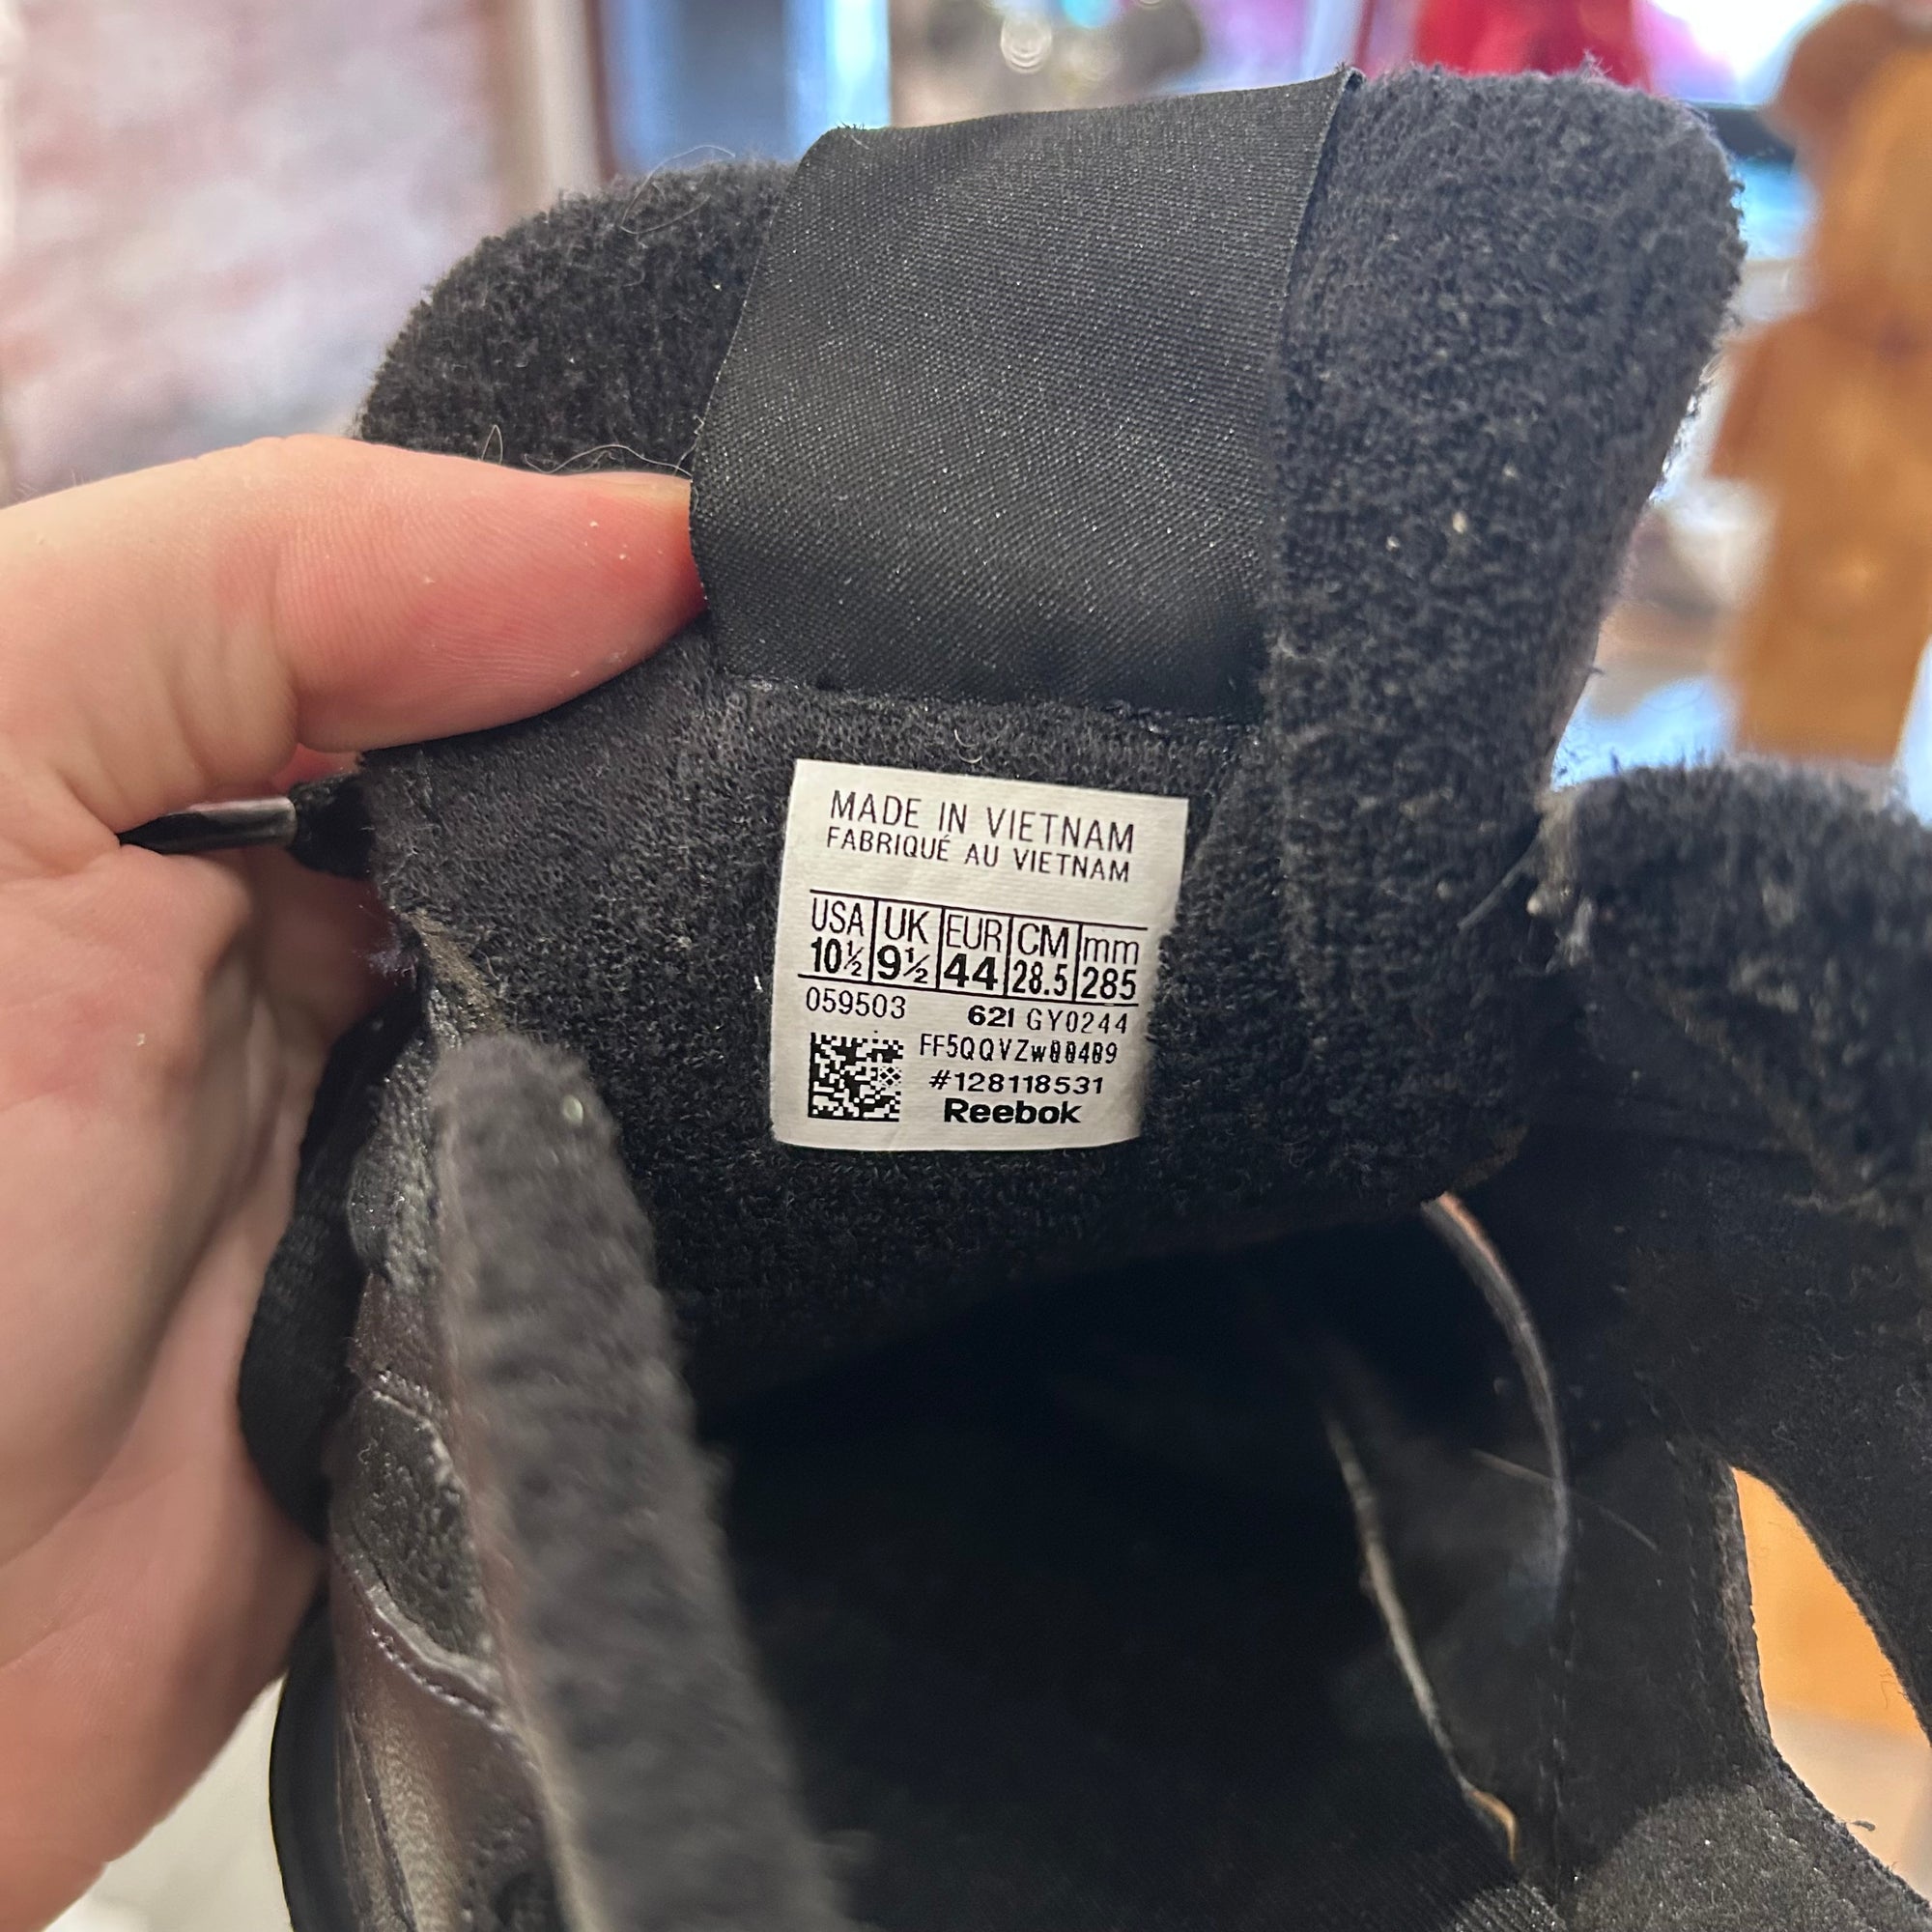 MADE IN VIETNAM
FABRIQUÉ AU VIETNAM
USA UK EUR CM mm
10½ 9½ 44 28.5 285
059503 621 GY0244
#128118531
Reebok